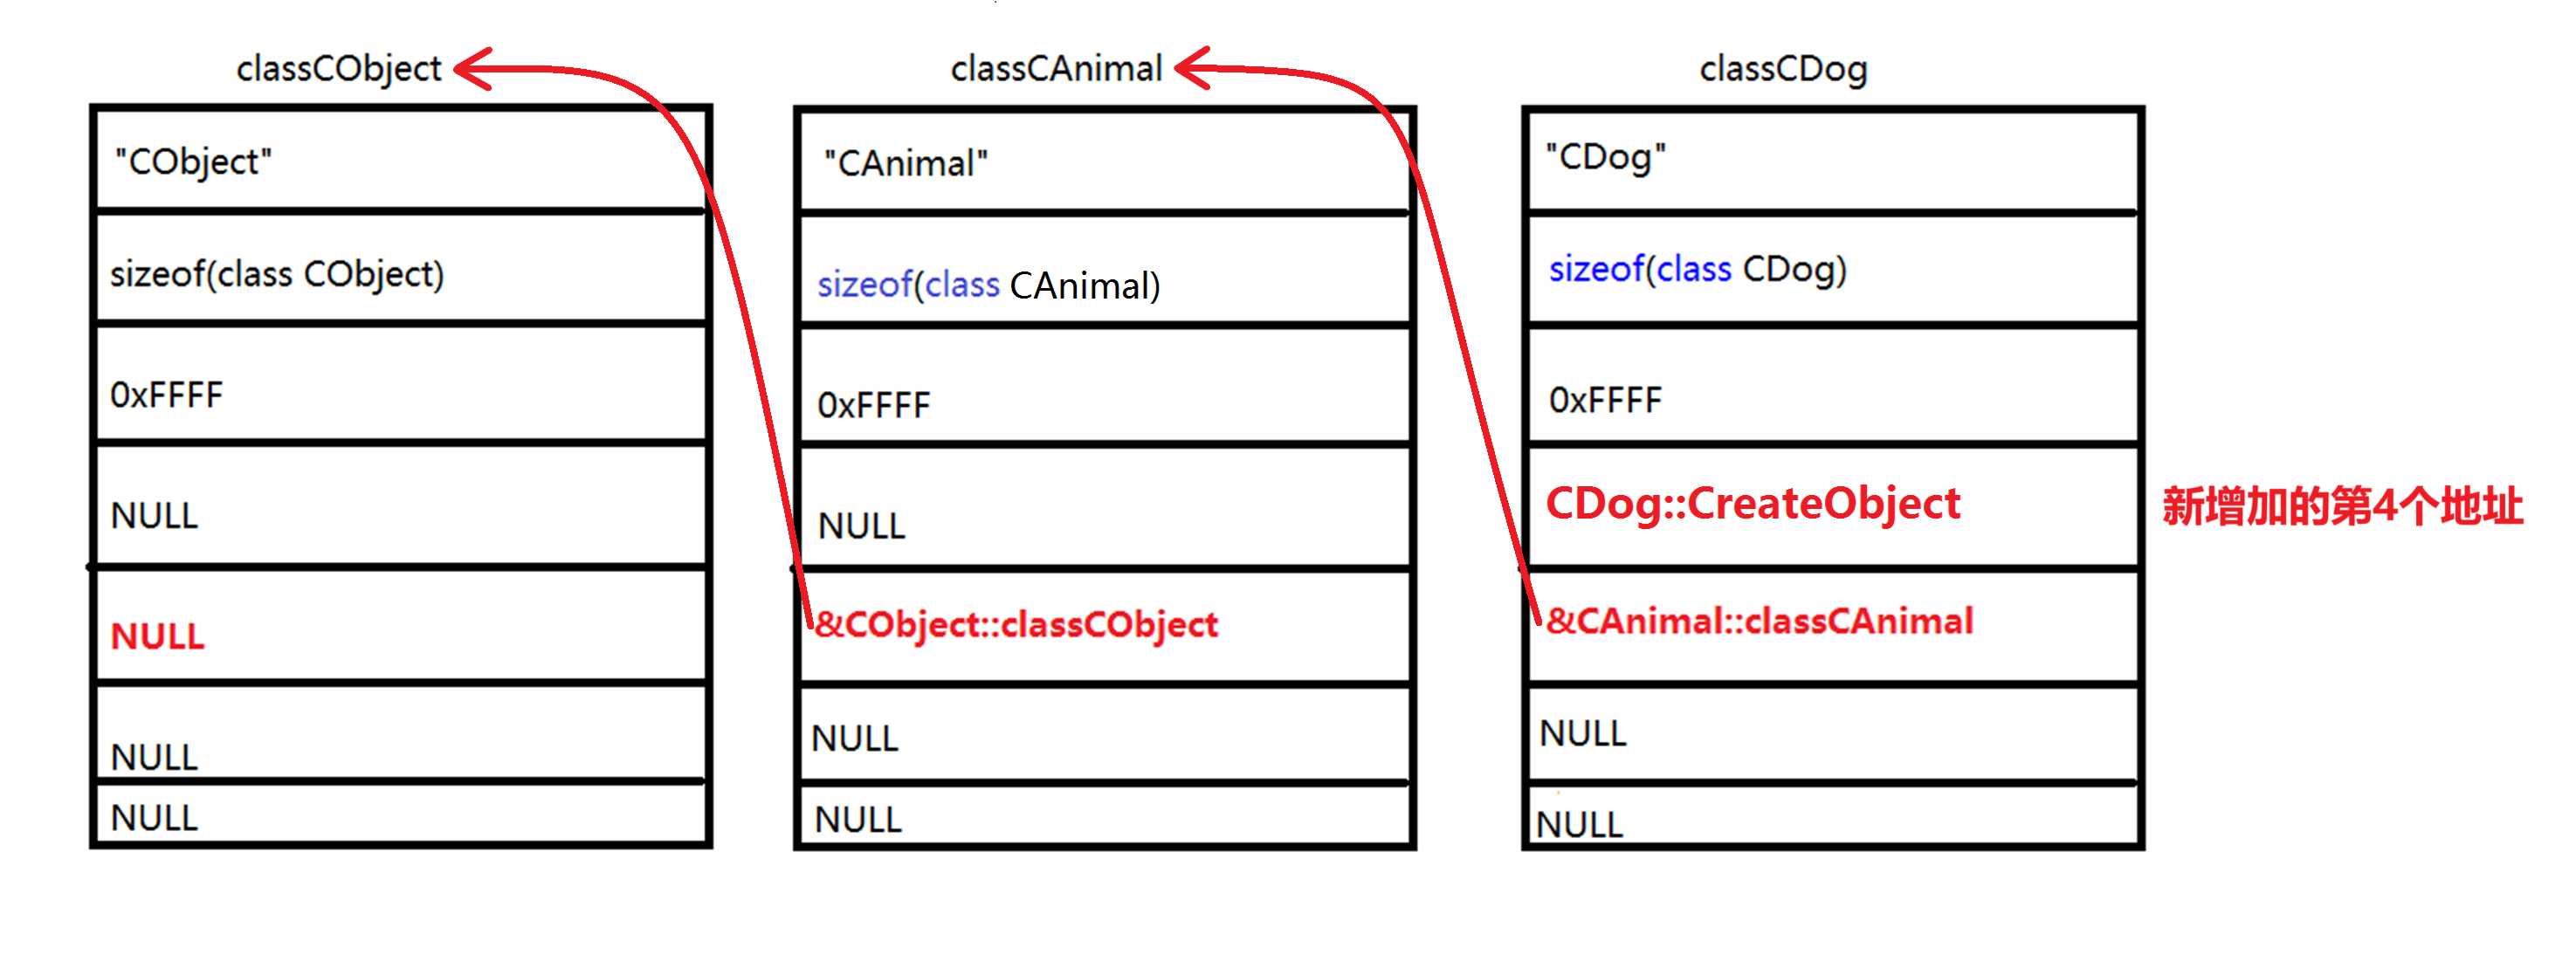 classCObject
"CObject"
sizeof(class CObject)
0xFFFF
NULL
NULL
NULL
NULL
classCAnimal
"CAnimal"
sizeof(class CAnimal)
0xFFFF
NULL
&CObject::classCObject
NULL
NULL
classCDog
"CDog"
sizeof(class CDog)
0xFFFF
CDog::CreateObject
&CAnimal::classCAnimal
NULL
NULL
新增加的第4个地址